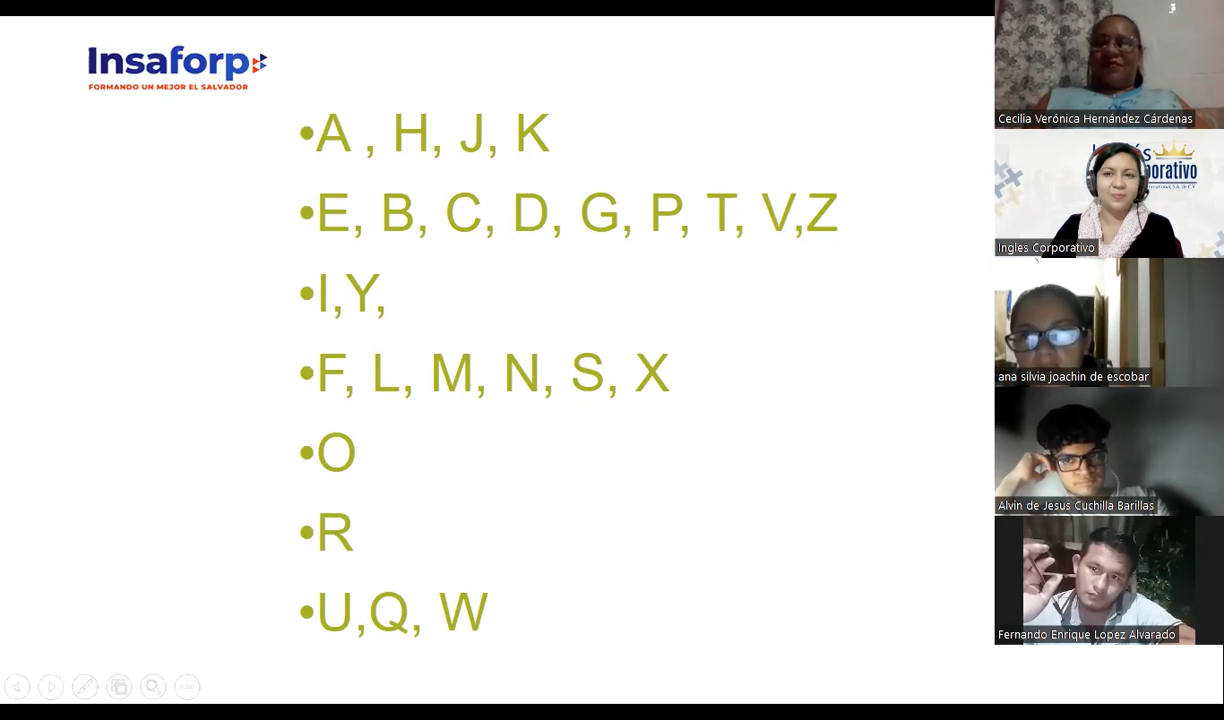 Insaforp
FORMANDO UN MEJOR EL SALVADOR
•A , H, J, K
•E, B, C, D, G, P, T, V,Z
•I,Y,
•F, L, M, N, S, X
•O
•R
•U,Q, W
Cecilia Verónica Hernández Cárdenas
Ingles Corporativo
ana silvia joachin de escobar
Alvin de Jesus Cuchilla Barillas
Fernando Enrique Lopez Alvarado